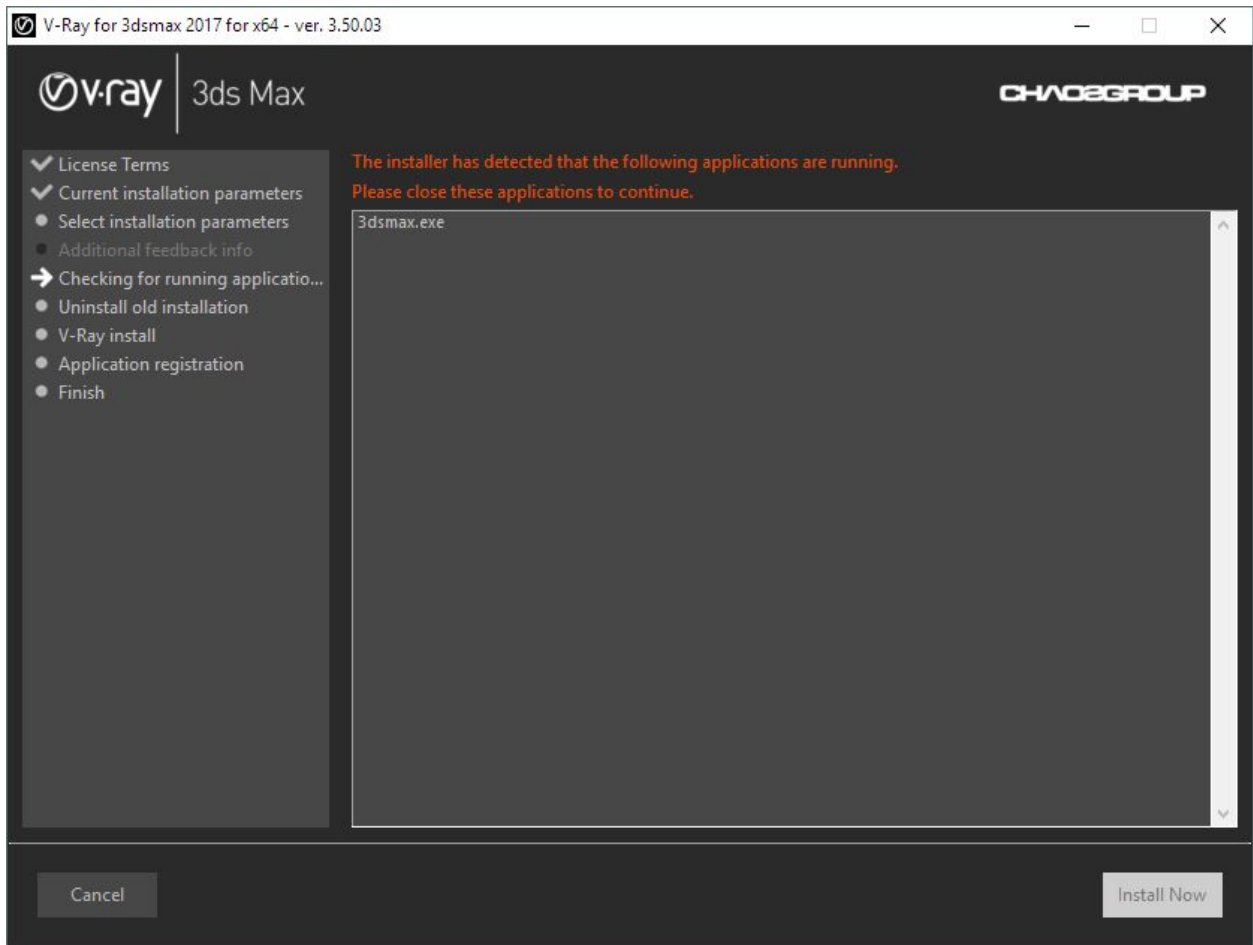 V-Ray for 3dsmax 2017 for x64 - ver. 3.50.03
v·ray 3ds Max
CHAOSGROUP
License Terms
Current installation parameters
Select installation parameters
Additional feedback info
Checking for running applicatio...
Uninstall old installation
V-Ray install
Application registration
Finish
The installer has detected that the following applications are running.
Please close these applications to continue.
3dsmax.exe
Cancel
Install Now